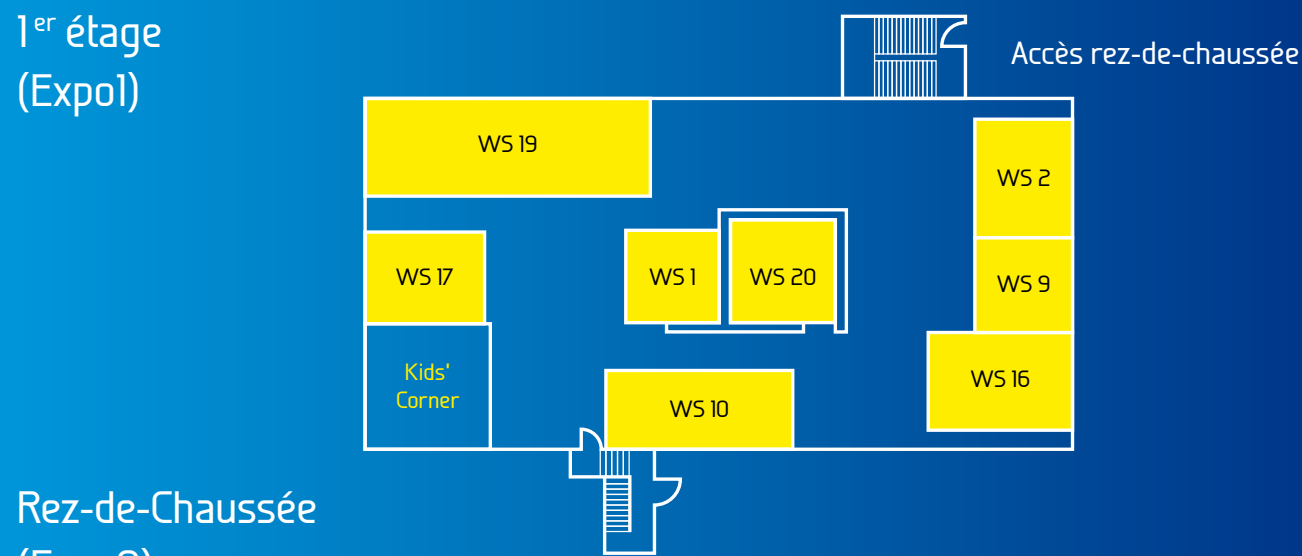 1er étage
(Expo1)
Accès rez-de-chaussée
WS 19
WS 2
WS 17
WS 1
WS 20
WS 9
Kids'
Corner
WS 10
WS 16
Rez-de-Chaussée